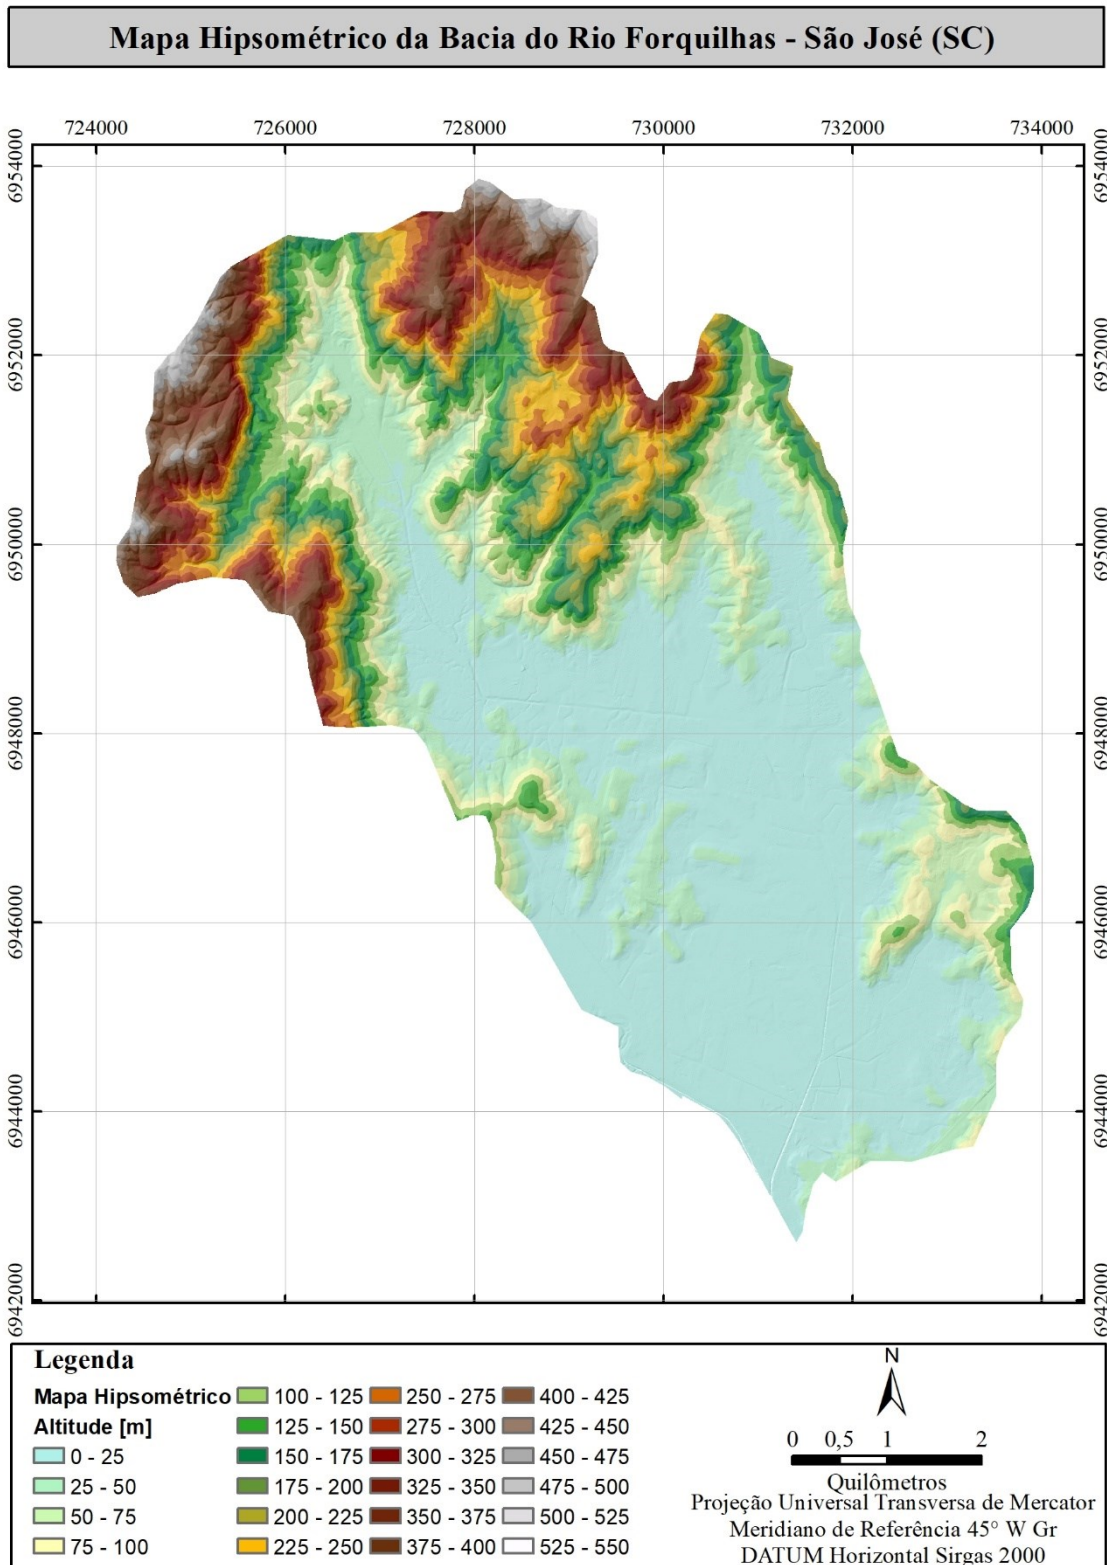 Mapa Hipsométrico da Bacia do Rio Forquilhas - São José (SC)
724000 726000 728000 730000 732000 734000
6954000 6954000
6952000 6952000
6950000 6950000
6948000 6948000
6946000 6946000
6944000 6944000
6942000 6942000
Legenda
Mapa Hipsométrico
Altitude [m]
0 - 25
25 - 50
50 - 75
75 - 100
100 - 125
125 - 150
150 - 175
175 - 200
200 - 225
225 - 250
250 - 275
275 - 300
300 - 325
325 - 350
350 - 375
375 - 400
400 - 425
425 - 450
450 - 475
475 - 500
500 - 525
525 - 550
N
0 0,5 1 2
Quilômetros
Projeção Universal Transversa de Mercator
Meridiano de Referência 45° W Gr
DATUM Horizontal Sirgas 2000